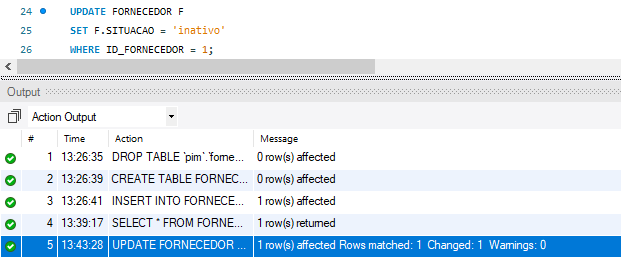 24 UPDATE FORNECEDOR F
25 SET F.SITUACAO = 'inativo'
26 WHERE ID_FORNECEDOR = 1;
Output
Action Output
# Time Action Message
1 13:26:35 DROP TABLE `pim`.`forne... 0 row(s) affected
2 13:26:39 CREATE TABLE FORNEC... 0 row(s) affected
3 13:26:41 INSERT INTO FORNECE... 1 row(s) affected
4 13:39:17 SELECT * FROM FORNE... 1 row(s) returned
5 13:43:28 UPDATE FORNECEDOR ... 1 row(s) affected Rows matched: 1 Changed: 1 Warnings: 0